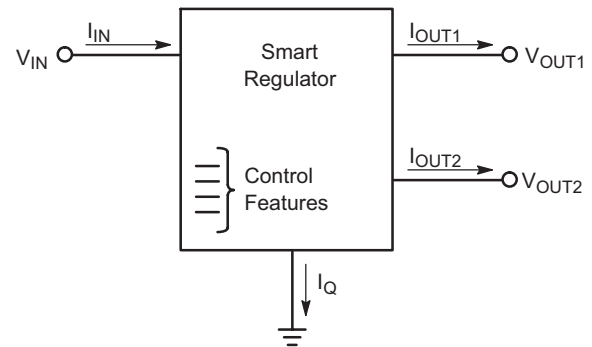 I_IN
V_IN
Smart
Regulator
I_OUT1
V_OUT1
I_OUT2
V_OUT2
Control
Features
I_Q